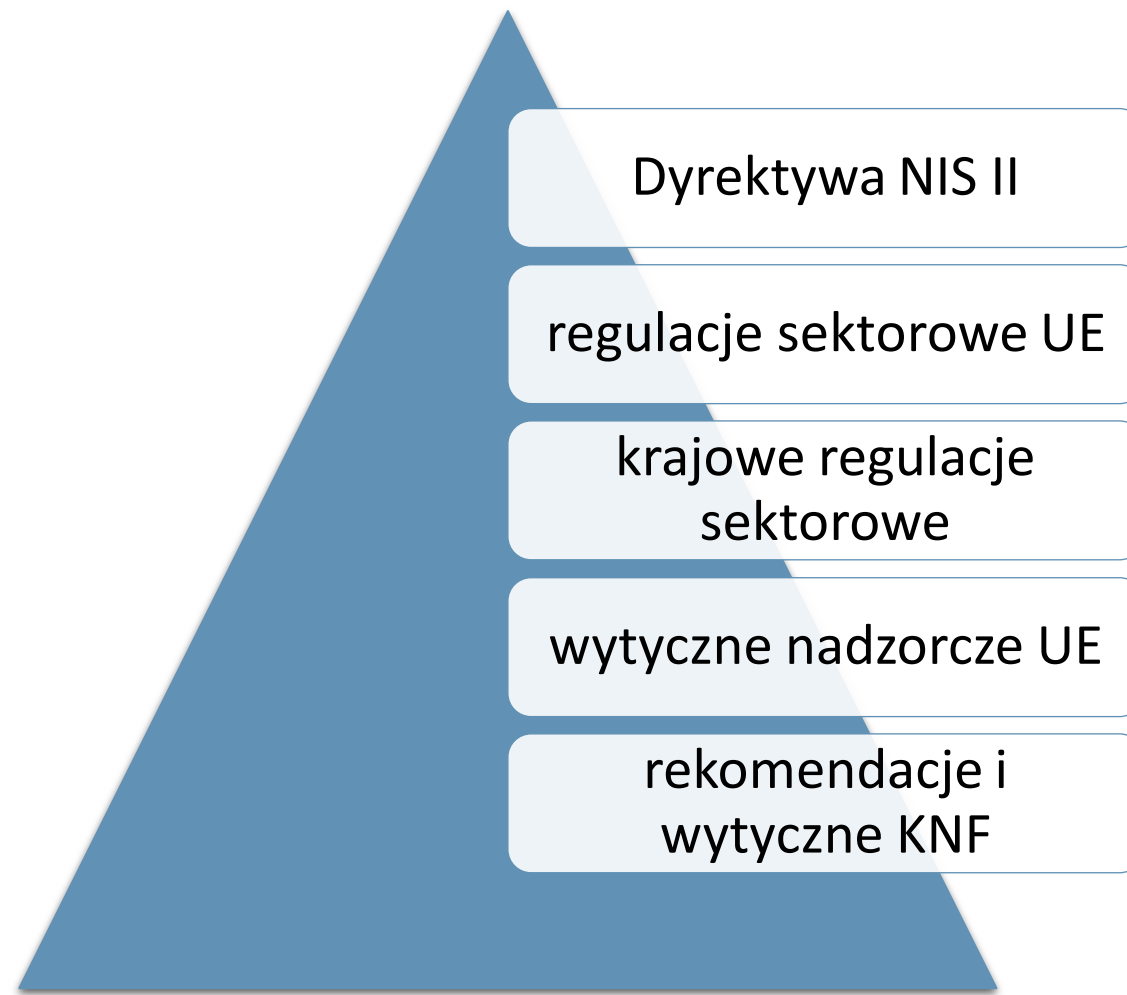 Dyrektywa NIS II
regulacje sektorowe UE
krajowe regulacje
sektorowe
wytyczne nadzorcze UE
rekomendacje i
wytyczne KNF